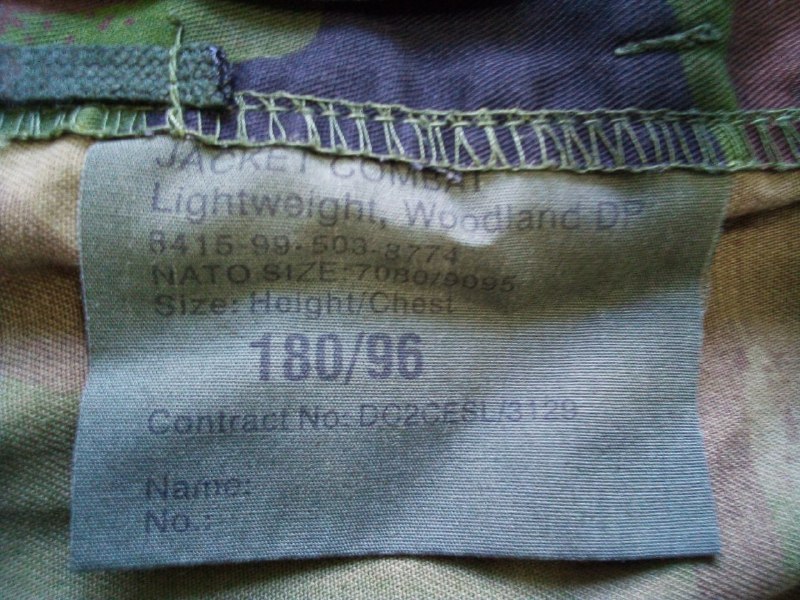 JACKET COMBAT
Lightweight, Woodland DP
8415-99-503-8774
NATO SIZE: 7080/9095
Size: Height/Chest
180/96
Contract No: DC2CESL/3129
Name:
No.: